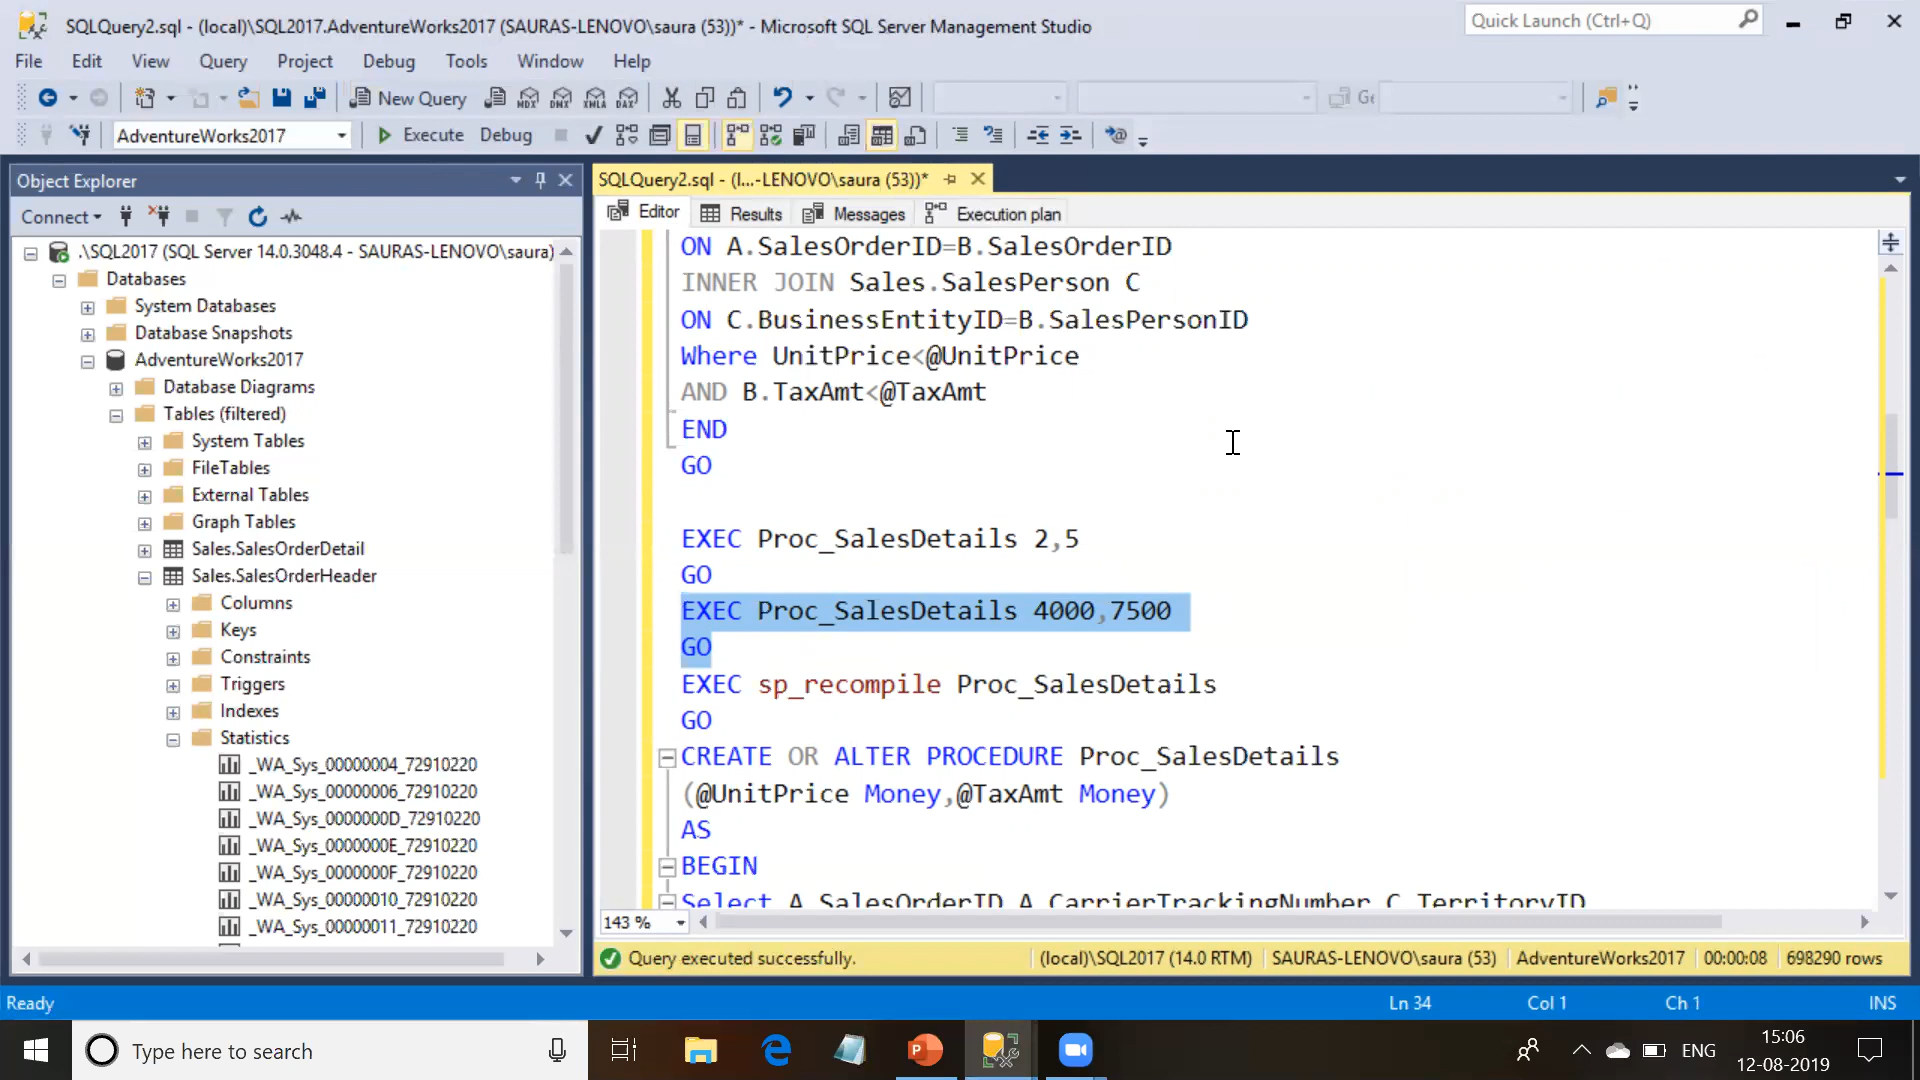 SQLQuery2.sql - (local)\SQL2017.AdventureWorks2017 (SAURAS-LENOVO\saura (53))* - Microsoft SQL Server Management Studio
Quick Launch (Ctrl+Q)
File Edit View Query Project Debug Tools Window Help
New Query
MDX DMX XMLA DAX
AdventureWorks2017
Execute Debug
Object Explorer
SQLQuery2.sql - (l...-LENOVO\saura (53))*
Connect
Editor Results Messages Execution plan
.\SQL2017 (SQL Server 14.0.3048.4 - SAURAS-LENOVO\saura)
Databases
System Databases
Database Snapshots
AdventureWorks2017
Database Diagrams
Tables (filtered)
System Tables
FileTables
External Tables
Graph Tables
Sales.SalesOrderDetail
Sales.SalesOrderHeader
Columns
Keys
Constraints
Triggers
Indexes
Statistics
_WA_Sys_00000004_72910220
_WA_Sys_00000006_72910220
_WA_Sys_0000000D_72910220
_WA_Sys_0000000E_72910220
_WA_Sys_0000000F_72910220
_WA_Sys_00000010_72910220
_WA_Sys_00000011_72910220
ON A.SalesOrderID=B.SalesOrderID
INNER JOIN Sales.SalesPerson C
ON C.BusinessEntityID=B.SalesPersonID
Where UnitPrice<@UnitPrice
AND B.TaxAmt<@TaxAmt
END
GO
EXEC Proc_SalesDetails 2,5
GO
EXEC Proc_SalesDetails 4000,7500
GO
EXEC sp_recompile Proc_SalesDetails
GO
CREATE OR ALTER PROCEDURE Proc_SalesDetails
(@UnitPrice Money,@TaxAmt Money)
AS
BEGIN
Select A.SalesOrderID,A.CarrierTrackingNumber,C.TerritoryID
143 %
Query executed successfully. (local)\SQL2017 (14.0 RTM) SAURAS-LENOVO\saura (53) AdventureWorks2017 00:00:08 698290 rows
Ready Ln 34 Col 1 Ch 1 INS
Type here to search
ENG
15:06
12-08-2019